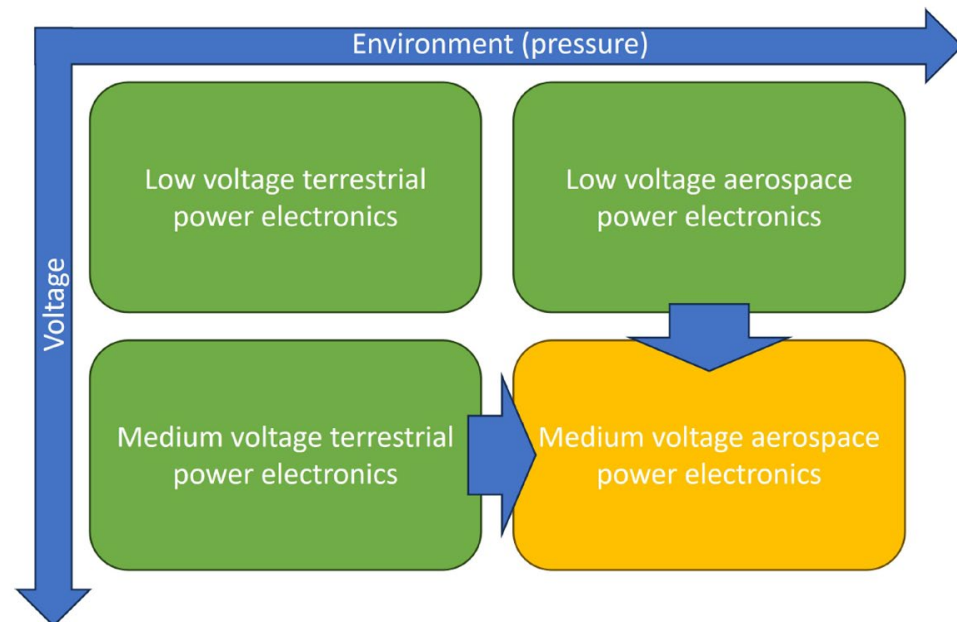 Environment (pressure)
Voltage
Low voltage terrestrial
power electronics
Low voltage aerospace
power electronics
Medium voltage terrestrial
power electronics
Medium voltage aerospace
power electronics